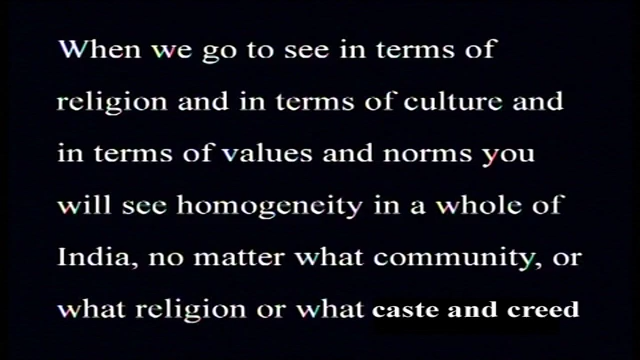 When we go to see in terms of
religion and in terms of culture and
in terms of values and norms you
will see homogeneity in a whole of
India, no matter what community, or
what religion or what caste and creed